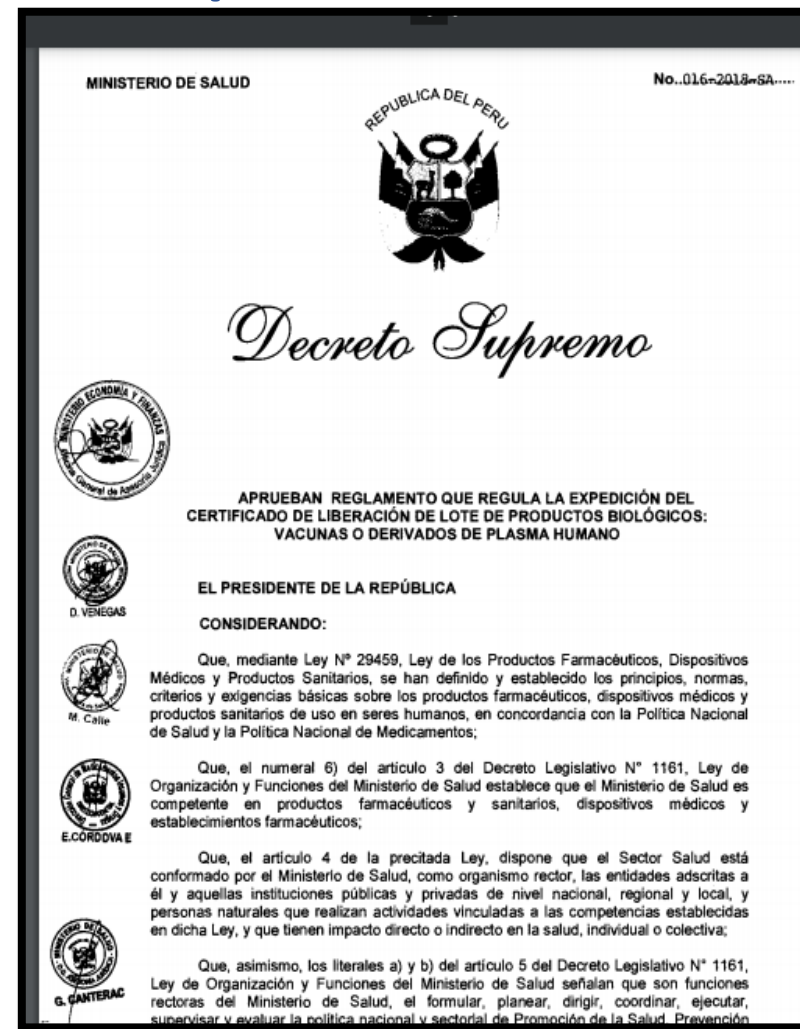 MINISTERIO DE SALUD
No..016-2018-SA.....
REPUBLICA DEL PERU
Decreto Supremo
MINISTERIO ECONOMÍA Y FINANZAS
Oficina General de Asesoría Jurídica
APRUEBAN REGLAMENTO QUE REGULA LA EXPEDICIÓN DEL
CERTIFICADO DE LIBERACIÓN DE LOTE DE PRODUCTOS BIOLÓGICOS:
VACUNAS O DERIVADOS DE PLASMA HUMANO
D. VENEGAS
EL PRESIDENTE DE LA REPÚBLICA
CONSIDERANDO:
Que, mediante Ley N° 29459, Ley de los Productos Farmacéuticos, Dispositivos
Médicos y Productos Sanitarios, se han definido y establecido los principios, normas,
criterios y exigencias básicas sobre los productos farmacéuticos, dispositivos médicos y
productos sanitarios de uso en seres humanos, en concordancia con la Política Nacional
de Salud y la Política Nacional de Medicamentos;
M. Calle
Que, el numeral 6) del artículo 3 del Decreto Legislativo N° 1161, Ley de
Organización y Funciones del Ministerio de Salud establece que el Ministerio de Salud es
competente en productos farmacéuticos y sanitarios, dispositivos médicos y
establecimientos farmacéuticos;
E.CORDOVA E
Que, el artículo 4 de la precitada Ley, dispone que el Sector Salud está
conformado por el Ministerio de Salud, como organismo rector, las entidades adscritas a
él y aquellas instituciones públicas y privadas de nivel nacional, regional y local, y
personas naturales que realizan actividades vinculadas a las competencias establecidas
en dicha Ley, y que tienen impacto directo o indirecto en la salud, individual o colectiva;
G. CANTERAC
Que, asimismo, los literales a) y b) del artículo 5 del Decreto Legislativo N° 1161,
Ley de Organización y Funciones del Ministerio de Salud señalan que son funciones
rectoras del Ministerio de Salud, el formular, planear, dirigir, coordinar, ejecutar,
supervisar y evaluar la política nacional y sectorial de Promoción de la Salud, Prevención